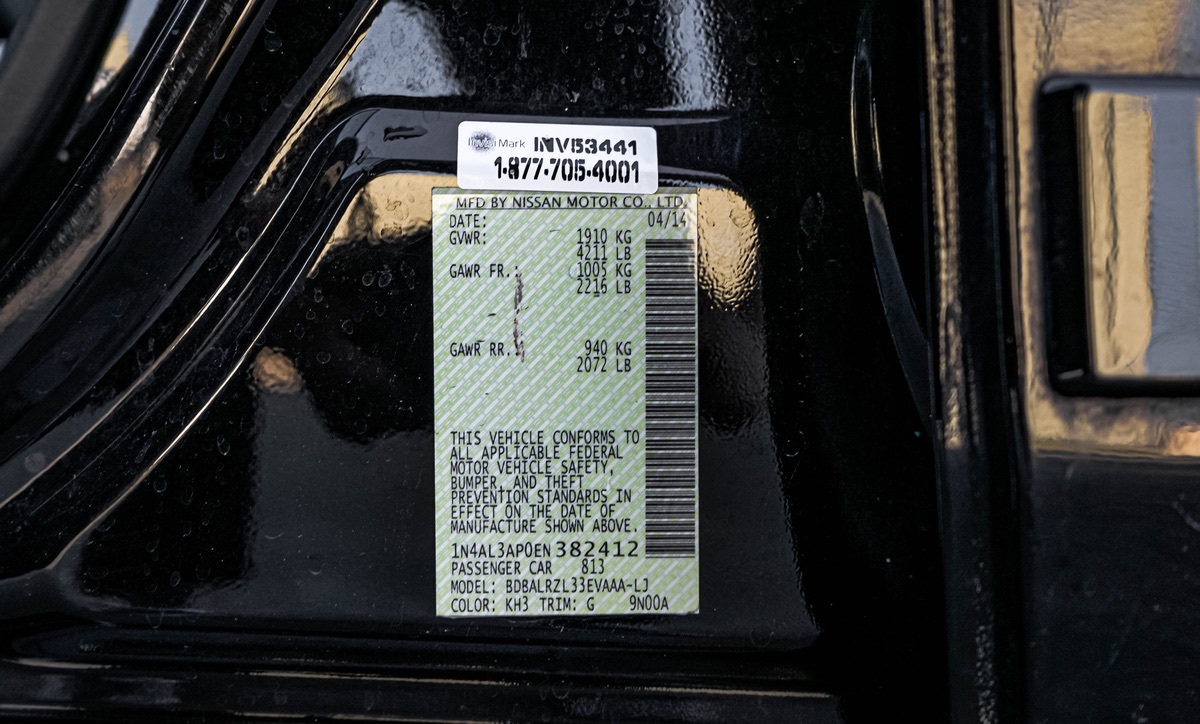 InvisiMark INV53441
1-877-705-4001
MFD BY NISSAN MOTOR CO., LTD.
DATE: 04/14
GVWR: 1910 KG
4211 LB
GAWR FR.: 1005 KG
2216 LB
GAWR RR.: 940 KG
2072 LB
THIS VEHICLE CONFORMS TO
ALL APPLICABLE FEDERAL
MOTOR VEHICLE SAFETY,
BUMPER, AND THEFT
PREVENTION STANDARDS IN
EFFECT ON THE DATE OF
MANUFACTURE SHOWN ABOVE.
1N4AL3AP0EN382412
PASSENGER CAR 813
MODEL: BDBALRZL33EVAAA-LJ
COLOR: KH3 TRIM: G 9N00A